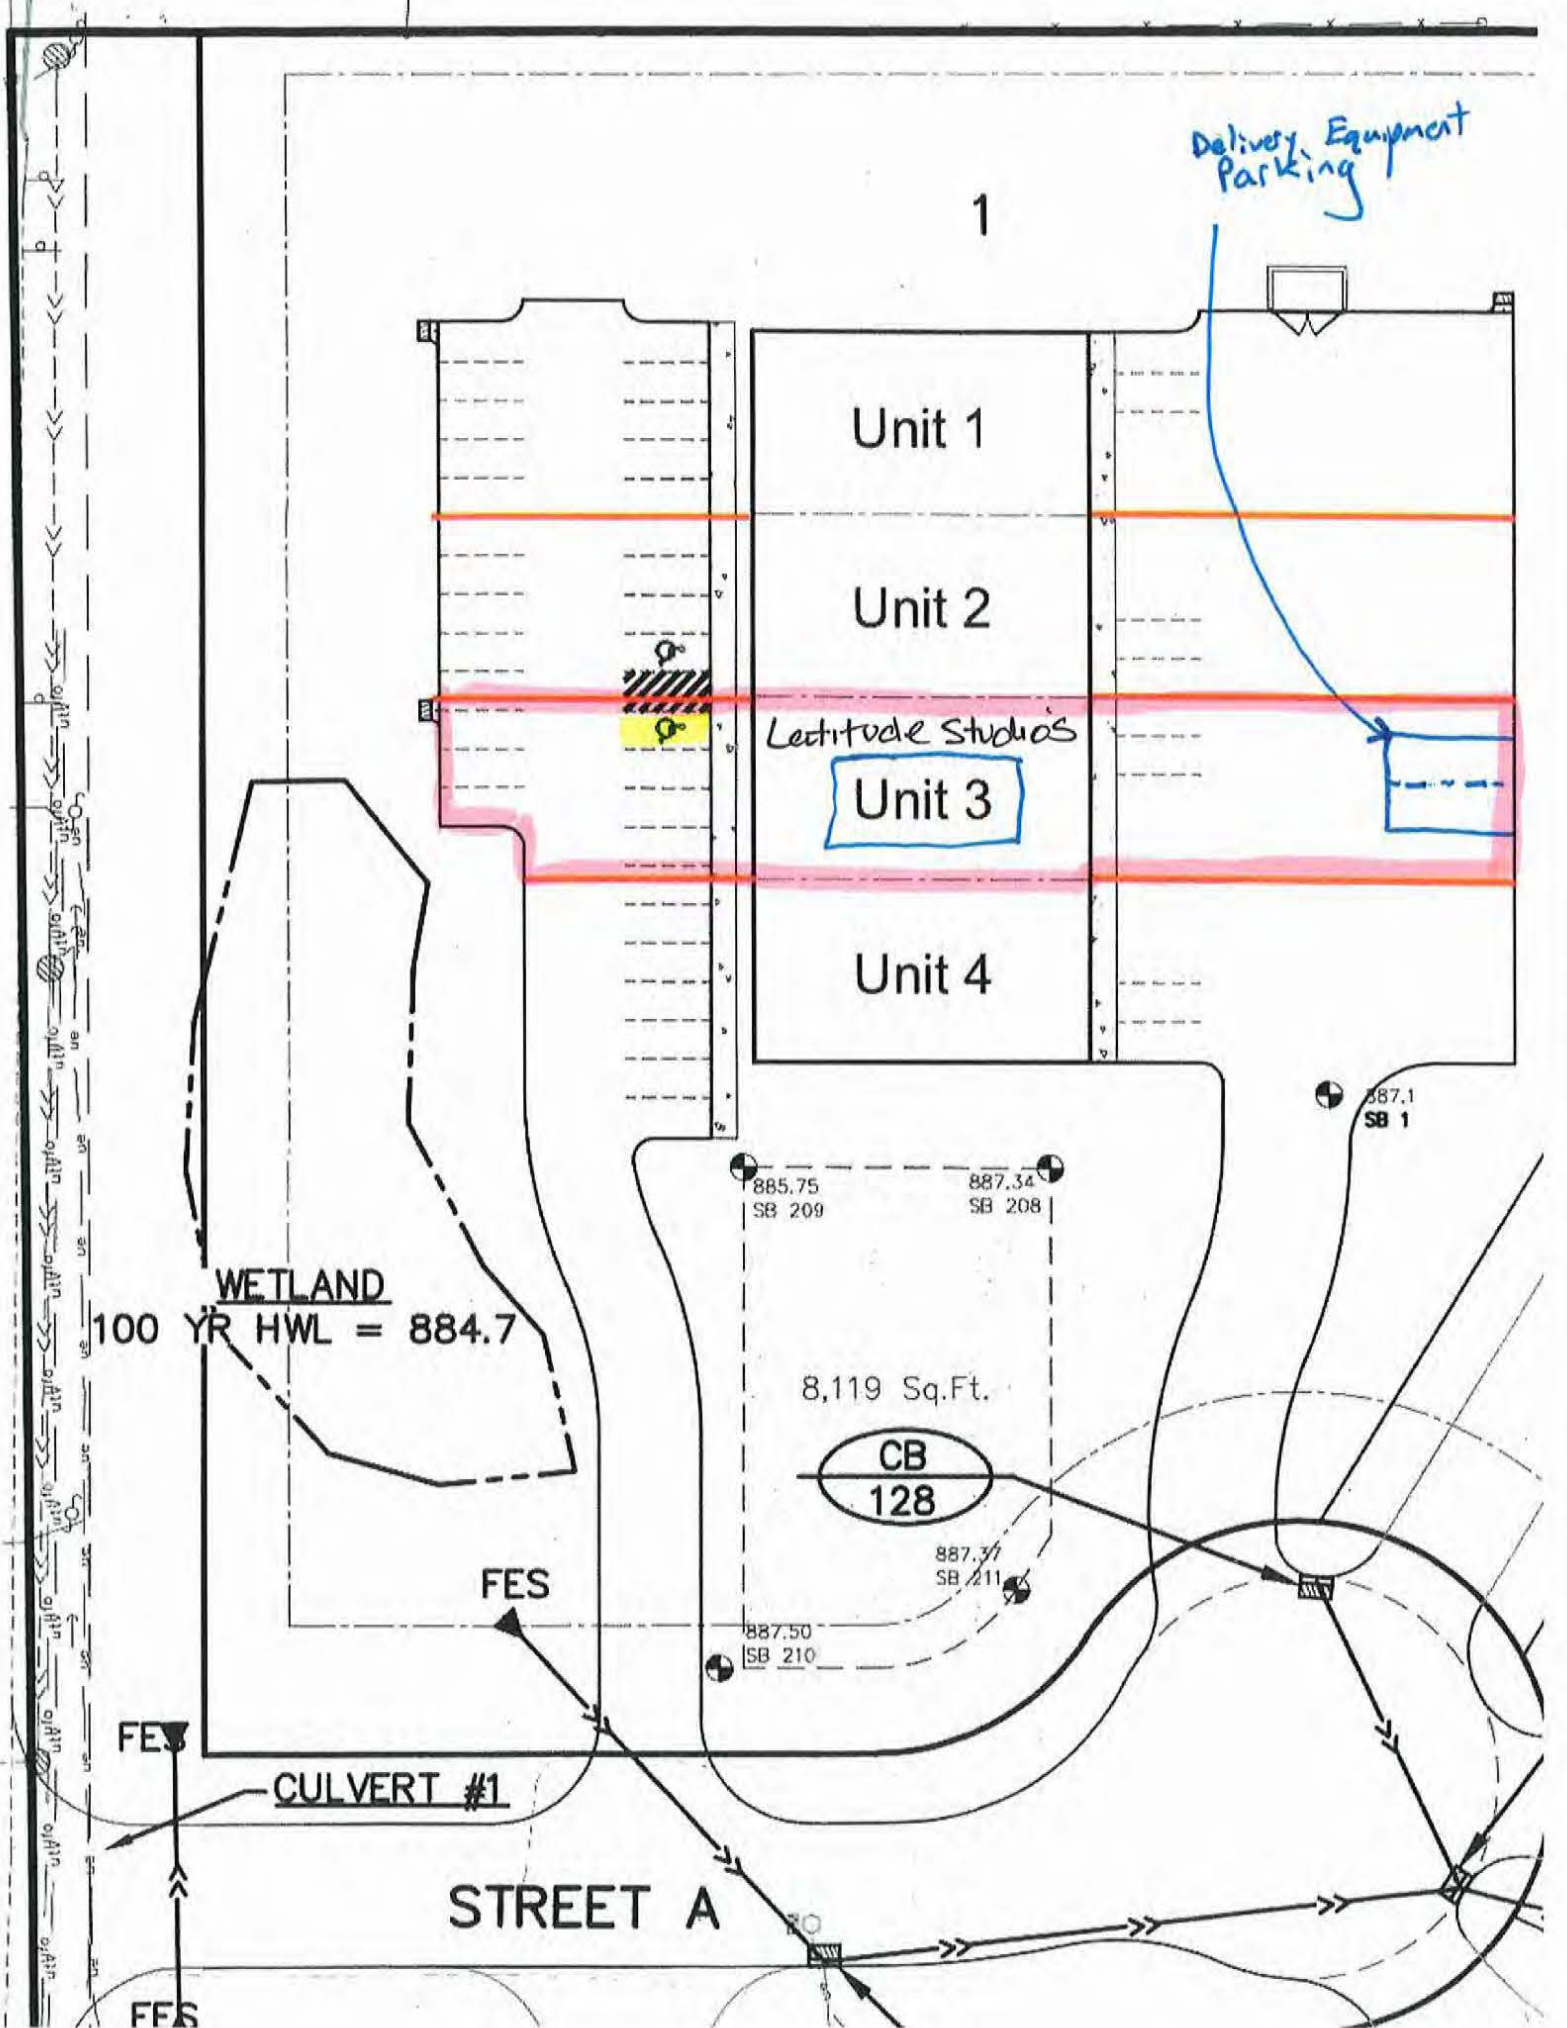 Delivery, Equipment
Parking
1
Unit 1
Unit 2
Latitude Studios
Unit 3
Unit 4
887.1
SB 1
885.75
SB 209
887.34
SB 208
WETLAND
100 YR HWL = 884.7
8,119 Sq.Ft.
CB
128
887.37
SB 211
FES
887.50
SB 210
FES
CULVERT #1
STREET A
FES